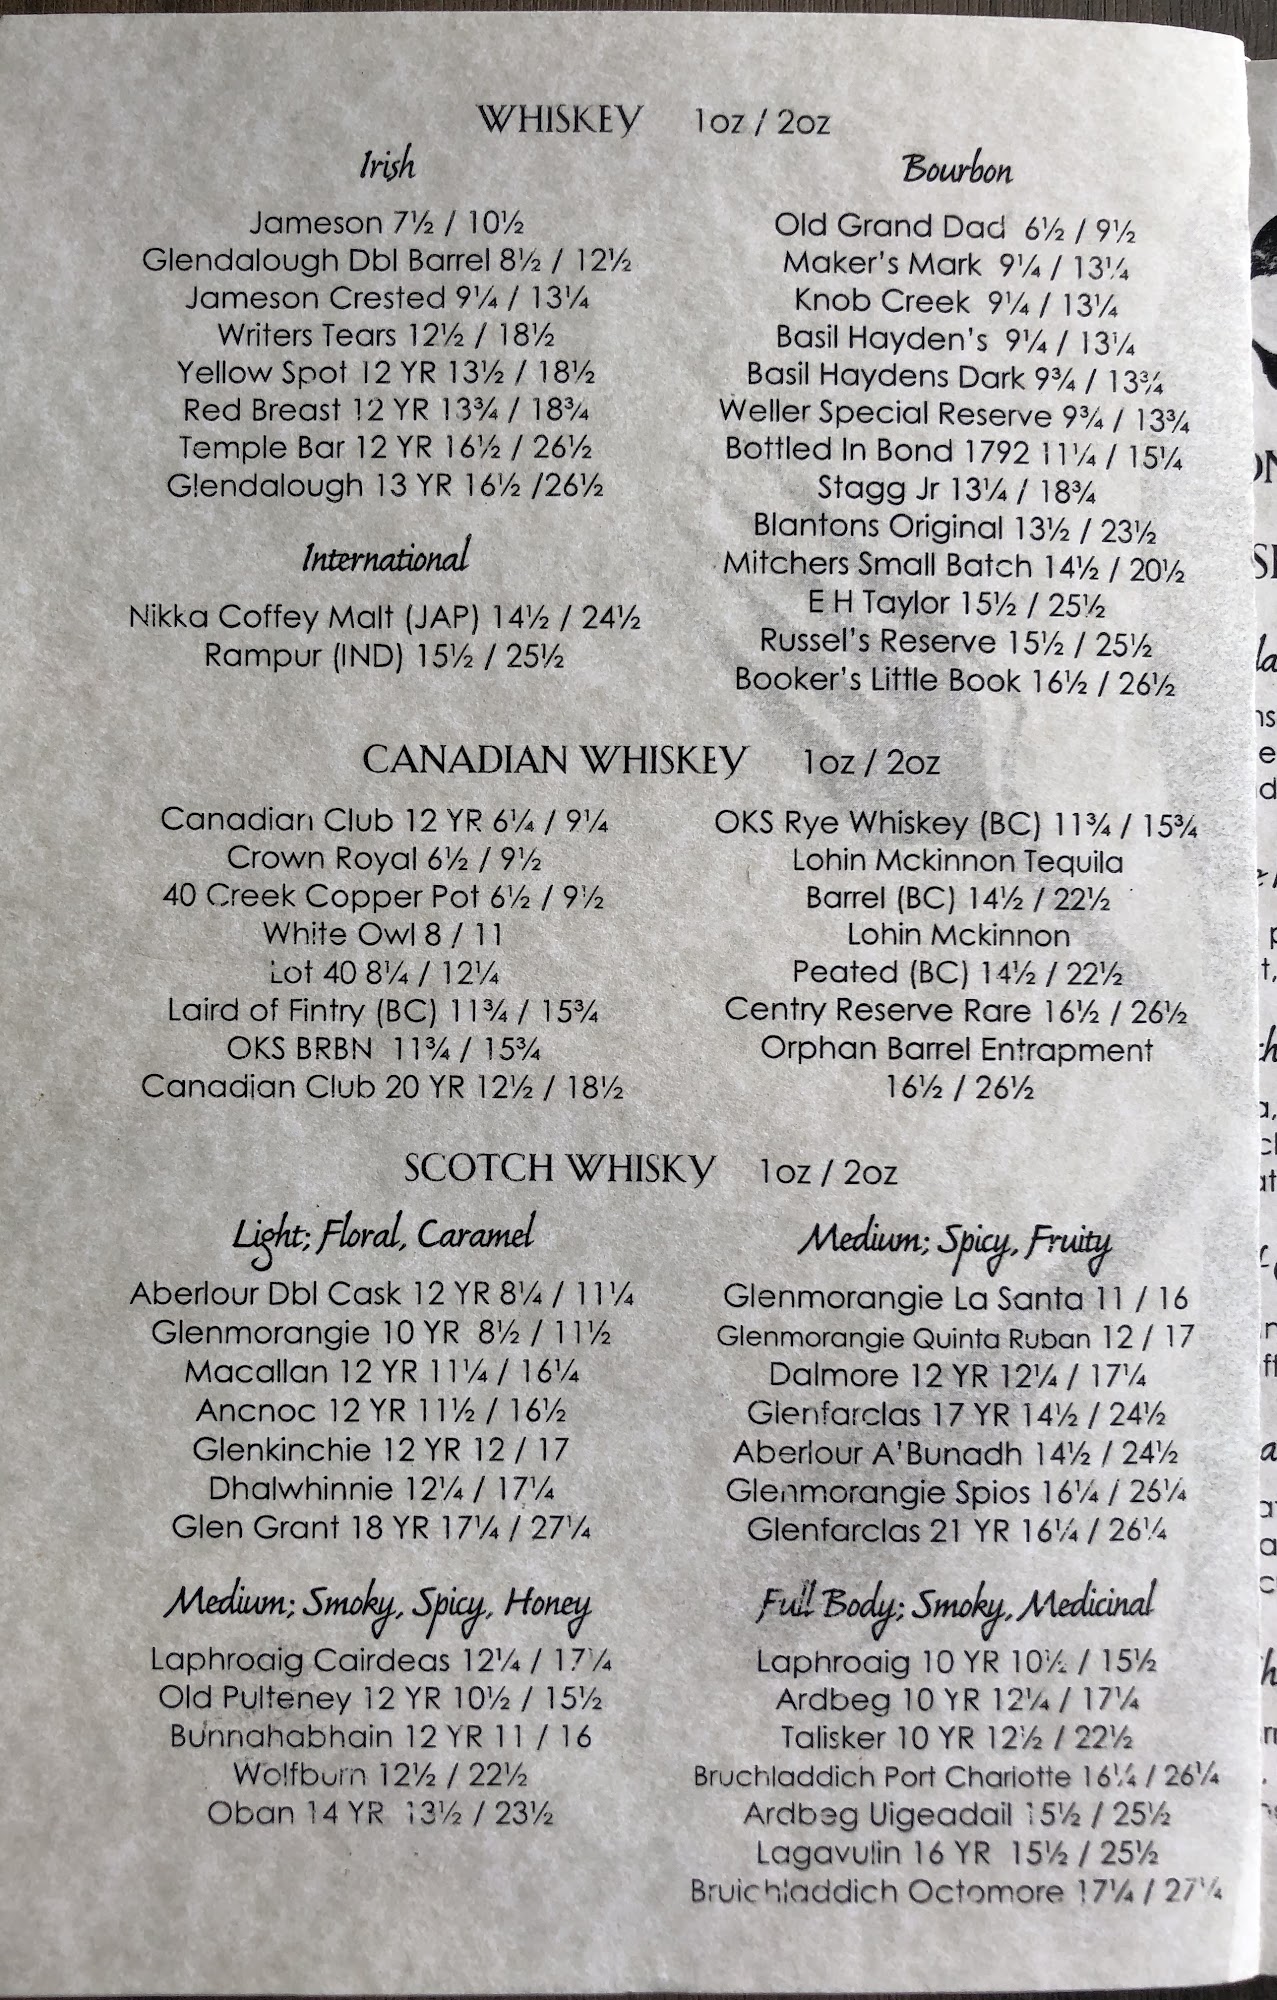 WHISKEY 1oz / 2oz
Irish
Jameson 7½ / 10½
Glendalough Dbl Barrel 8½ / 12½
Jameson Crested 9¼ / 13¼
Writers Tears 12½ / 18½
Yellow Spot 12 YR 13½ / 18½
Red Breast 12 YR 13¾ / 18¾
Temple Bar 12 YR 16½ / 26½
Glendalough 13 YR 16½ /26½
International
Nikka Coffey Malt (JAP) 14½ / 24½
Rampur (IND) 15½ / 25½
Bourbon
Old Grand Dad 6½ / 9½
Maker's Mark 9¼ / 13¼
Knob Creek 9¼ / 13¼
Basil Hayden's 9¼ / 13¼
Basil Haydens Dark 9¾ / 13¾
Weller Special Reserve 9¾ / 13¾
Bottled In Bond 1792 11¼ / 15¼
Stagg Jr 13¼ / 18¾
Blantons Original 13½ / 23½
Mitchers Small Batch 14½ / 20½
E H Taylor 15½ / 25½
Russel's Reserve 15½ / 25½
Booker's Little Book 16½ / 26½
CANADIAN WHISKEY 1oz / 2oz
Canadian Club 12 YR 6¼ / 9¼
Crown Royal 6½ / 9½
40 Creek Copper Pot 6½ / 9½
White Owl 8 / 11
Lot 40 8¼ / 12¼
Laird of Fintry (BC) 11¾ / 15¾
OKS BRBN 11¾ / 15¾
Canadian Club 20 YR 12½ / 18½
OKS Rye Whiskey (BC) 11¾ / 15¾
Lohin Mckinnon Tequila
Barrel (BC) 14½ / 22½
Lohin Mckinnon
Peated (BC) 14½ / 22½
Centry Reserve Rare 16½ / 26½
Orphan Barrel Entrapment
16½ / 26½
SCOTCH WHISKY 1oz / 2oz
Light; Floral, Caramel
Aberlour Dbl Cask 12 YR 8¼ / 11¼
Glenmorangie 10 YR 8½ / 11½
Macallan 12 YR 11¼ / 16¼
Ancnoc 12 YR 11½ / 16½
Glenkinchie 12 YR 12 / 17
Dhalwhinnie 12¼ / 17¼
Glen Grant 18 YR 17¼ / 27¼
Medium; Smoky, Spicy, Honey
Laphroaig Cairdeas 12¼ / 17¼
Old Pulteney 12 YR 10½ / 15½
Bunnahabhain 12 YR 11 / 16
Wolfburn 12½ / 22½
Oban 14 YR 13½ / 23½
Medium; Spicy, Fruity
Glenmorangie La Santa 11 / 16
Glenmorangie Quinta Ruban 12 / 17
Dalmore 12 YR 12¼ / 17¼
Glenfarclas 17 YR 14½ / 24½
Aberlour A'Bunadh 14½ / 24½
Glenmorangie Spios 16¼ / 26¼
Glenfarclas 21 YR 16¼ / 26¼
Full Body; Smoky, Medicinal
Laphroaig 10 YR 10½ / 15½
Ardbeg 10 YR 12¼ / 17¼
Talisker 10 YR 12½ / 22½
Bruchladdich Port Charlotte 16¼ / 26¼
Ardbeg Uigeadail 15½ / 25½
Lagavulin 16 YR 15½ / 25½
Bruichladdich Octomore 17¼ / 27¼